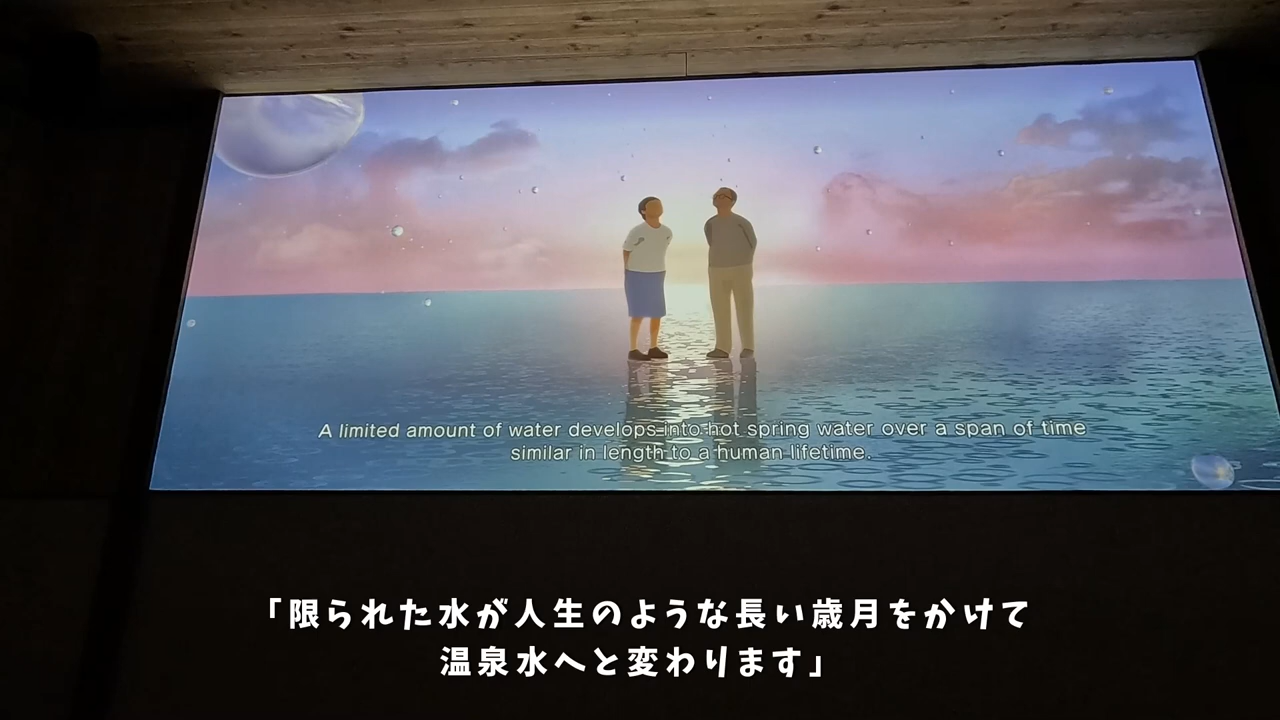 A limited amount of water develops into hot spring water over a span of time
similar in length to a human lifetime.
「限られた水が人生のような長い歳月をかけて
温泉水へと変わります」